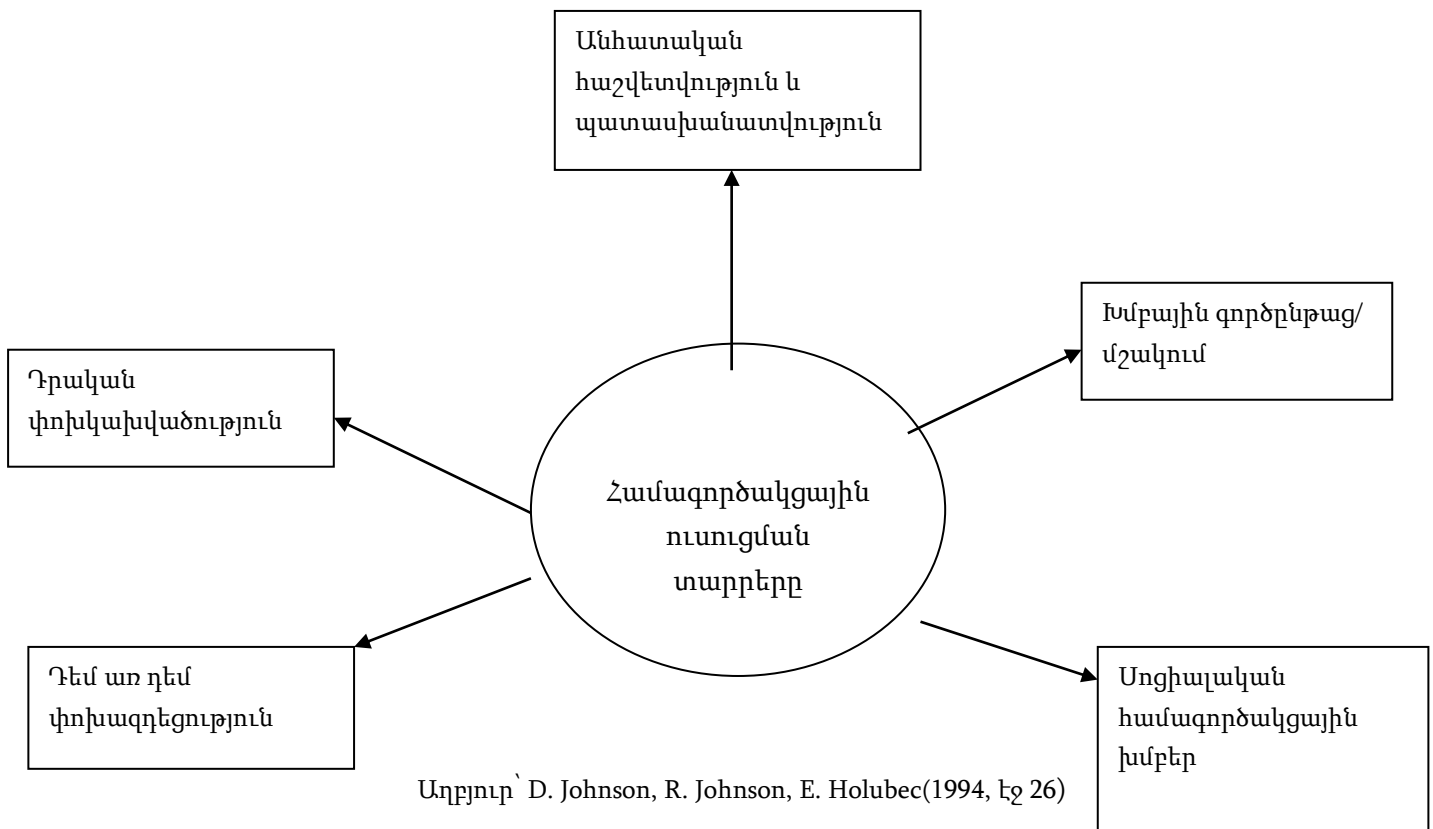 Անհատական
հաշվետվություն և
պատասխանատվություն
Խմբային գործընթաց/
մշակում
Դրական
փոխկախվածություն
Համագործակցային
ուսուցման
տարրերը
Դեմ առ դեմ
փոխազդեցություն
Սոցիալական
համագործակցային
խմբեր
Աղբյուր՝ D. Johnson, R. Johnson, E. Holubec(1994, էջ 26)